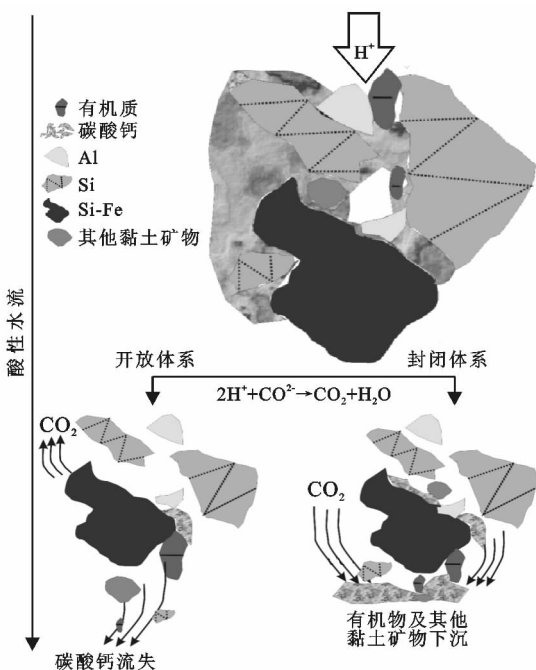 H⁺
有机质
碳酸钙
Al
Si
Si-Fe
其他黏土矿物
酸性水流
开放体系
封闭体系
2H⁺+CO²⁻→CO₂+H₂O
CO₂
CO₂
碳酸钙流失
有机物及其他
黏土矿物下沉